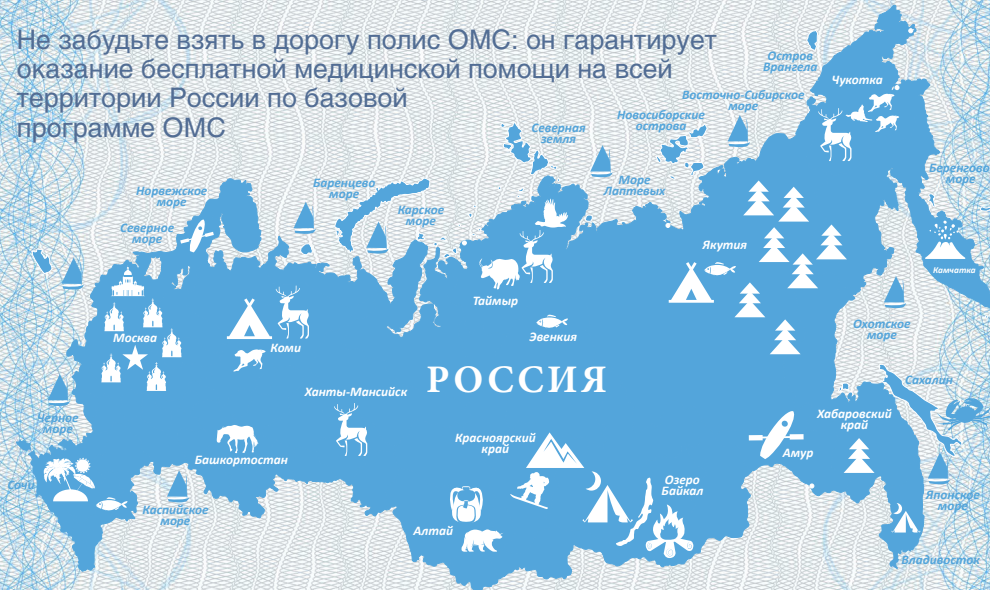 Не забудьте взять в дорогу полис ОМС: он гарантирует
оказание бесплатной медицинской помощи на всей
территории России по базовой
программе ОМС
Остров
Врангеля
Чукотка
Восточно-Сибирское
море
Новосиборские
острова
Северная
земля
Море
Лаптевых
Беренгово
море
Баренцево
море
Норвежское
море
Карское
море
Северное
море
Якутия
Камчатка
Таймыр
Охотское
море
Эвенкия
Москва
Коми
РОССИЯ
Сахалин
Ханты-Мансийск
Черное
море
Хабаровский
край
Красноярский
край
Амур
Башкортостан
Сочи
Озеро
Байкал
Каспийское
море
Японское
море
Алтай
Владивосток